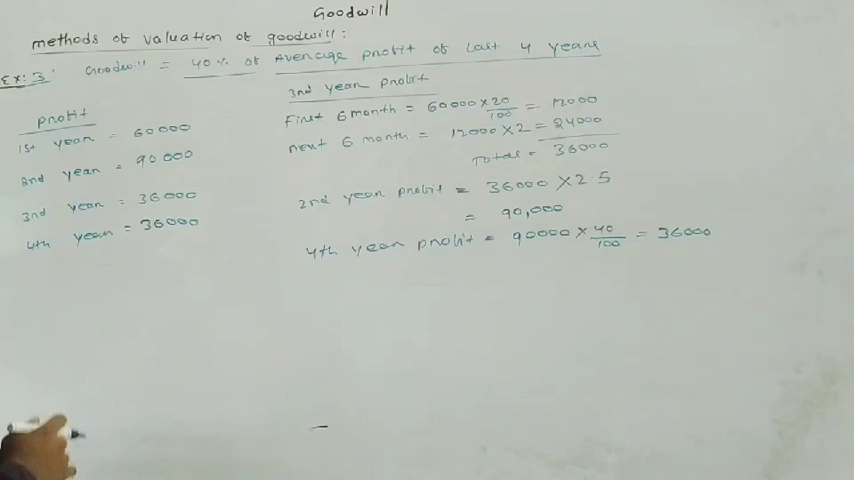 Goodwill
methods of valuation of goodwill:
Ex: 3 Goodwill = 40% of Average profit of Last 4 years
profit
1st year = 60000
2nd year = 90000
3rd year = 36000
4th year = 36000
3rd year profit
First 6 month = 60000 × 20/100 = 12000
next 6 month = 12000 × 2 = 24000
Total = 36000
2nd year profit = 36000 × 2.5
= 90,000
4th year profit = 90000 × 40/100 = 36000